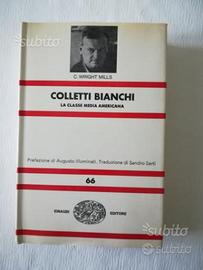 subito
C. WRIGHT MILLS
COLLETTI BIANCHI
LA CLASSE MEDIA AMERICANA
Prefazione di Augusto Illuminati. Traduzione di Sandro Sarti
66
EINAUDI EDITORE
subito
subito